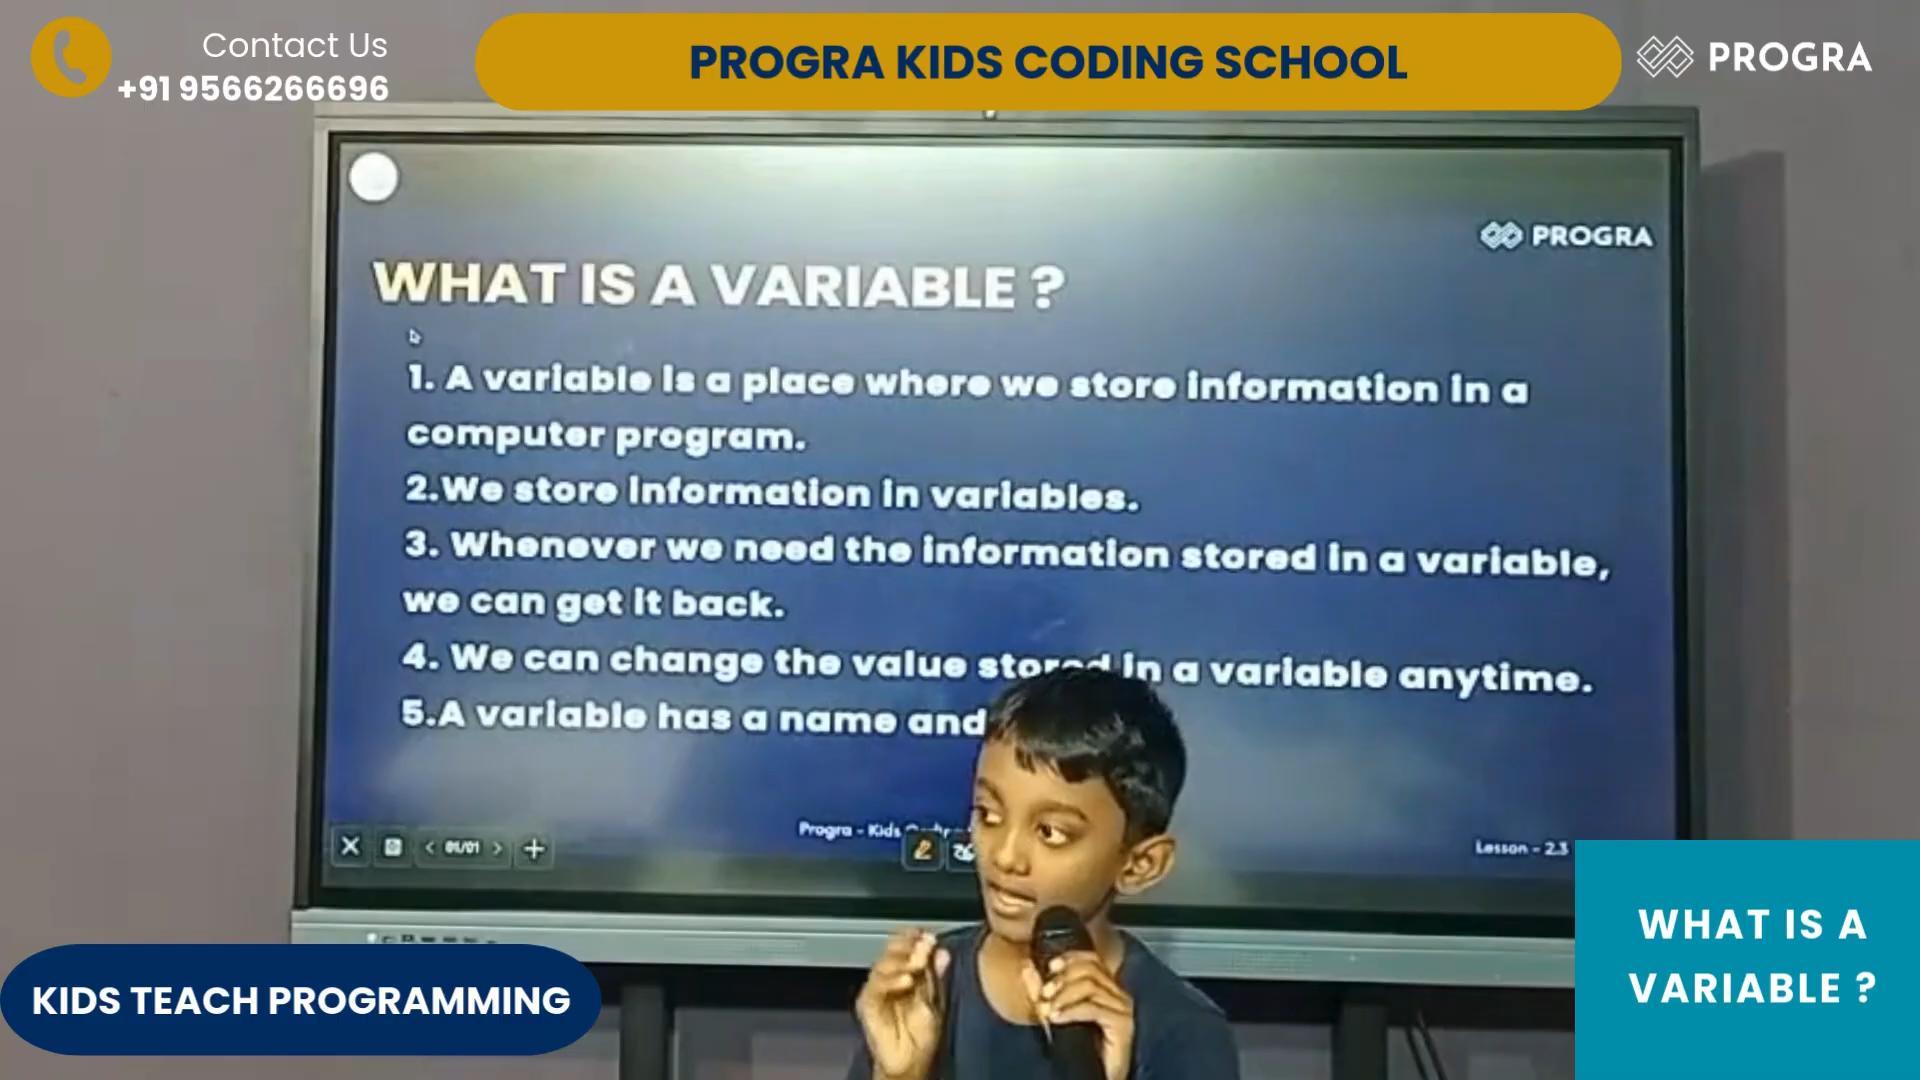 Contact Us
+91 9566266696
PROGRA KIDS CODING SCHOOL
PROGRA
PROGRA
WHAT IS A VARIABLE ?
1. A variable is a place where we store information in a
computer program.
2.We store information in variables.
3. Whenever we need the information stored in a variable,
we can get it back.
4. We can change the value stored in a variable anytime.
5.A variable has a name and
Progra - Kids
01/01
Lesson - 2.3
WHAT IS A
VARIABLE ?
KIDS TEACH PROGRAMMING